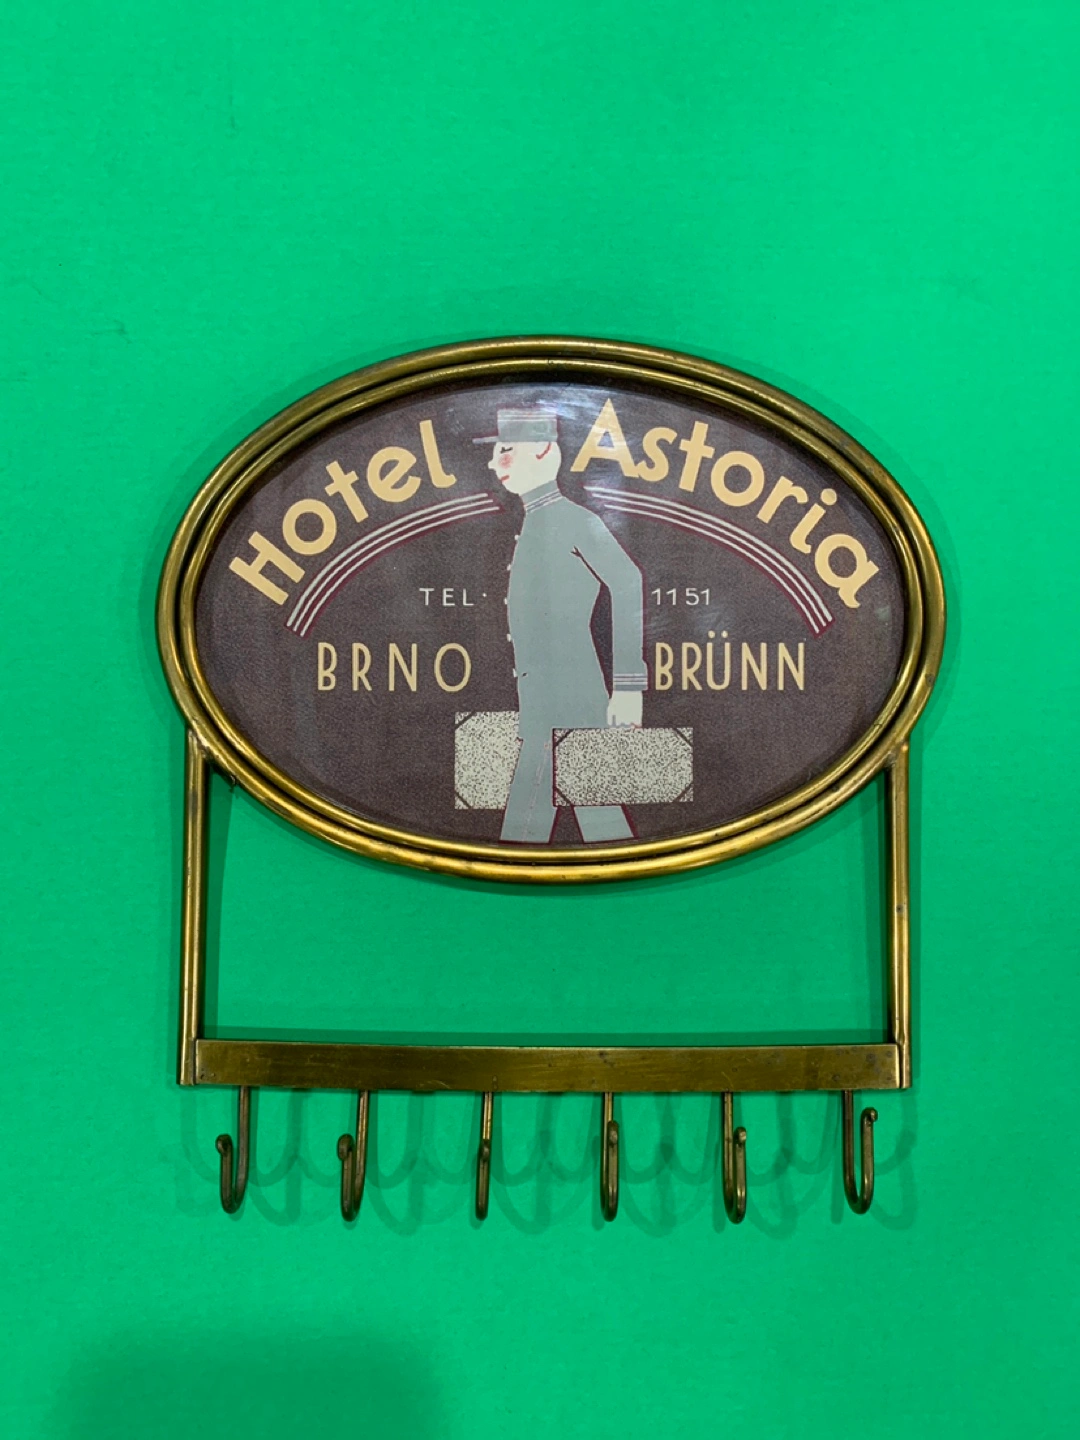 Hotel Astoria
TEL· 1151
BRNO BRÜNN